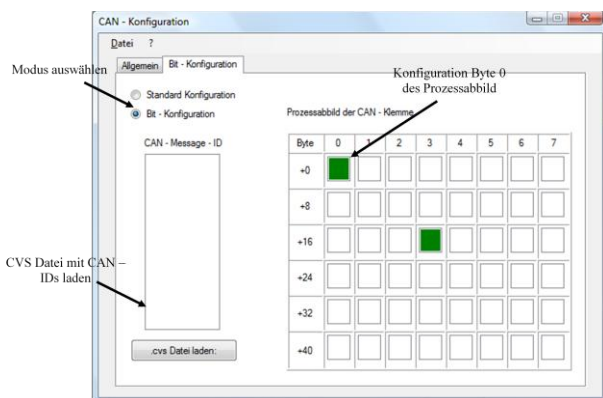 CAN - Konfiguration
Datei ?
Allgemein Bit - Konfiguration
Modus auswählen
Konfiguration Byte 0
des Prozessabbild
Standard Konfiguration
Bit - Konfiguration
Prozessabbild der CAN - Klemme
CAN - Message - ID
Byte 0 1 2 3 4 5 6 7
+0
+8
+16
+24
+32
+40
CVS Datei mit CAN –
IDs laden
.cvs Datei laden: